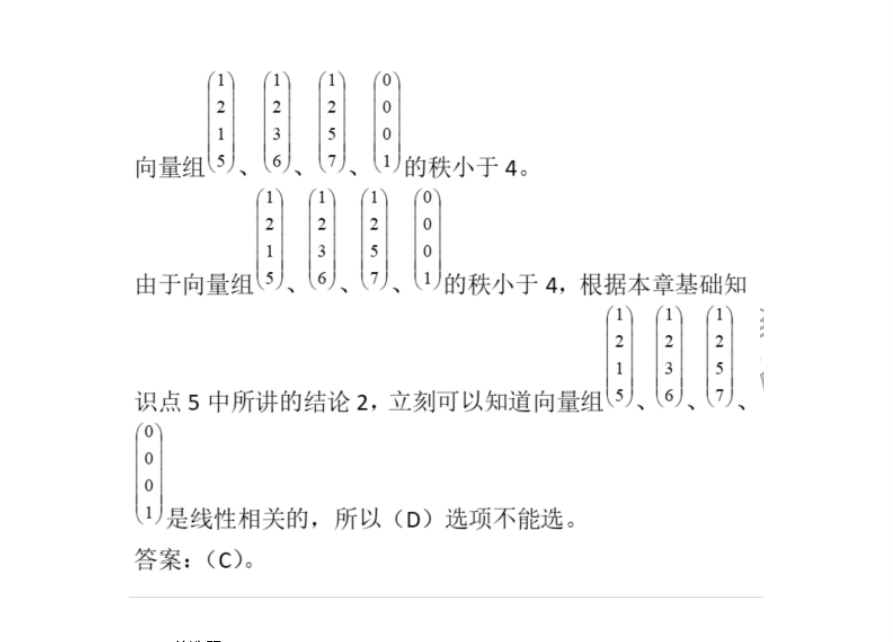 向量组(1 2 1 5)、(1 2 3 6)、(1 2 5 7)、(0 0 0 1)的秩小于 4。
由于向量组(1 2 1 5)、(1 2 3 6)、(1 2 5 7)、(0 0 0 1)的秩小于 4，根据本章基础知
识点 5 中所讲的结论 2，立刻可以知道向量组(1 2 1 5)、(1 2 3 6)、(1 2 5 7)、
(0 0 0 1)是线性相关的，所以（D）选项不能选。
答案：（C）。